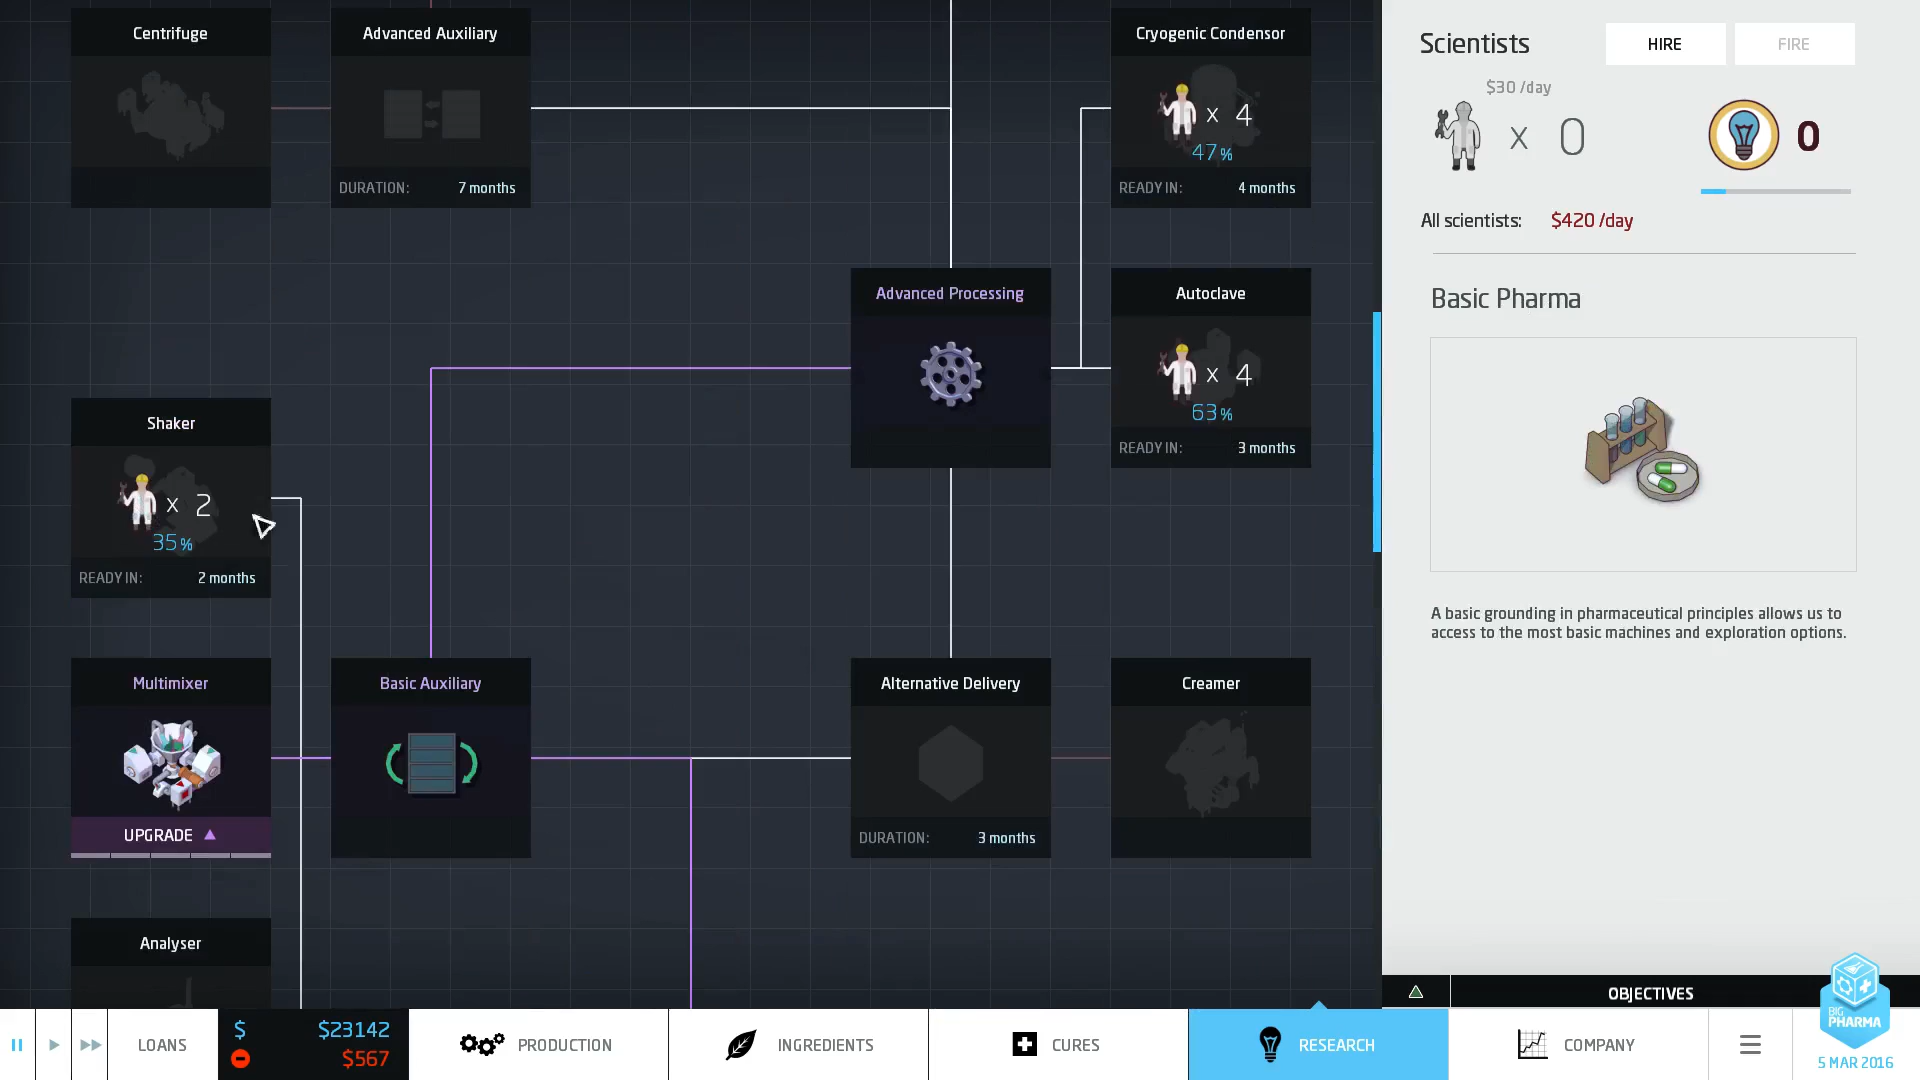 Centrifuge
Advanced Auxiliary
DURATION: 7 months
Cryogenic Condensor
x 4
47%
READY IN: 4 months
Advanced Processing
Autoclave
x 4
63%
READY IN: 3 months
Shaker
x 2
35%
READY IN: 2 months
Multimixer
UPGRADE
Basic Auxiliary
Alternative Delivery
DURATION: 3 months
Creamer
Analyser
Scientists
HIRE
FIRE
$30 /day
x 0
0
All scientists: $420 /day
Basic Pharma
A basic grounding in pharmaceutical principles allows us to
access to the most basic machines and exploration options.
OBJECTIVES
LOANS
$ $23142
$567
PRODUCTION
INGREDIENTS
CURES
RESEARCH
COMPANY
BIG
PHARMA
5 MAR 2016